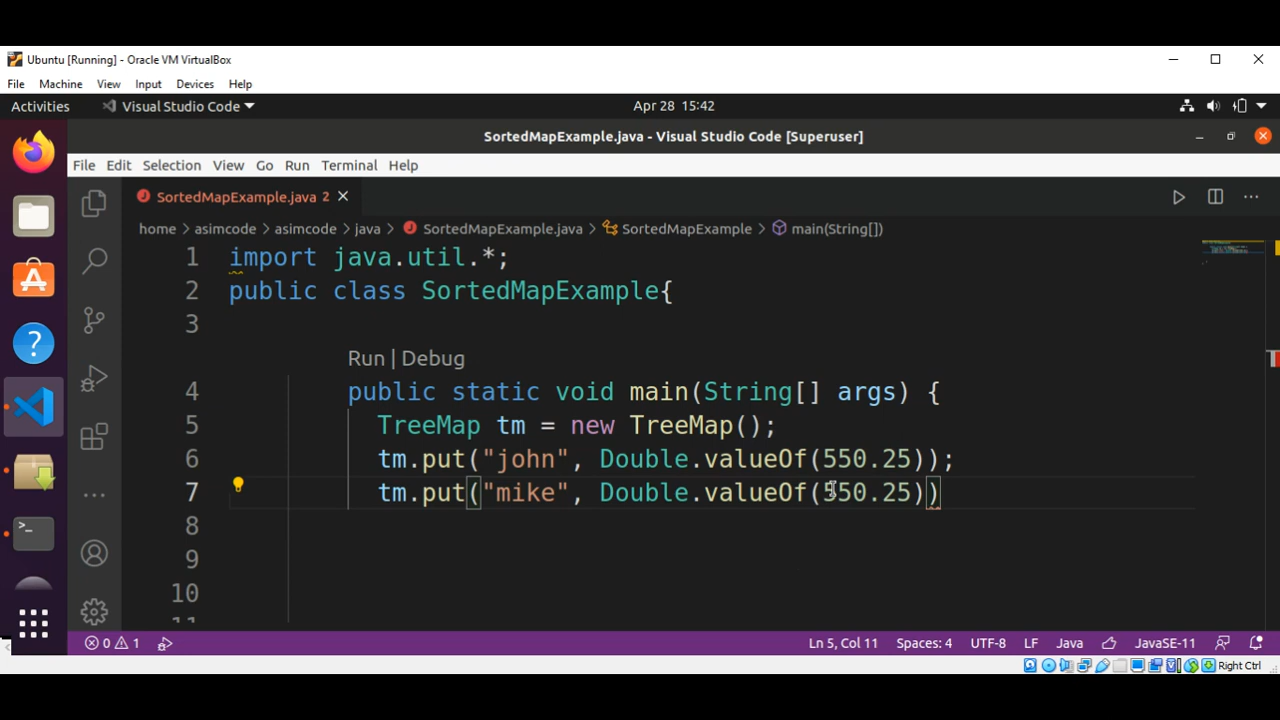 Ubuntu [Running] - Oracle VM VirtualBox
File Machine View Input Devices Help
Activities Visual Studio Code Apr 28 15:42
SortedMapExample.java - Visual Studio Code [Superuser]
File Edit Selection View Go Run Terminal Help
SortedMapExample.java 2
home > asimcode > asimcode > java > SortedMapExample.java > SortedMapExample > main(String[])
1 import java.util.*;
2 public class SortedMapExample{
3
Run | Debug
4 public static void main(String[] args) {
5 TreeMap tm = new TreeMap();
6 tm.put("john", Double.valueOf(550.25));
7 tm.put("mike", Double.valueOf(550.25))
8
9
10
11
0 1 Ln 5, Col 11 Spaces: 4 UTF-8 LF Java JavaSE-11
Right Ctrl